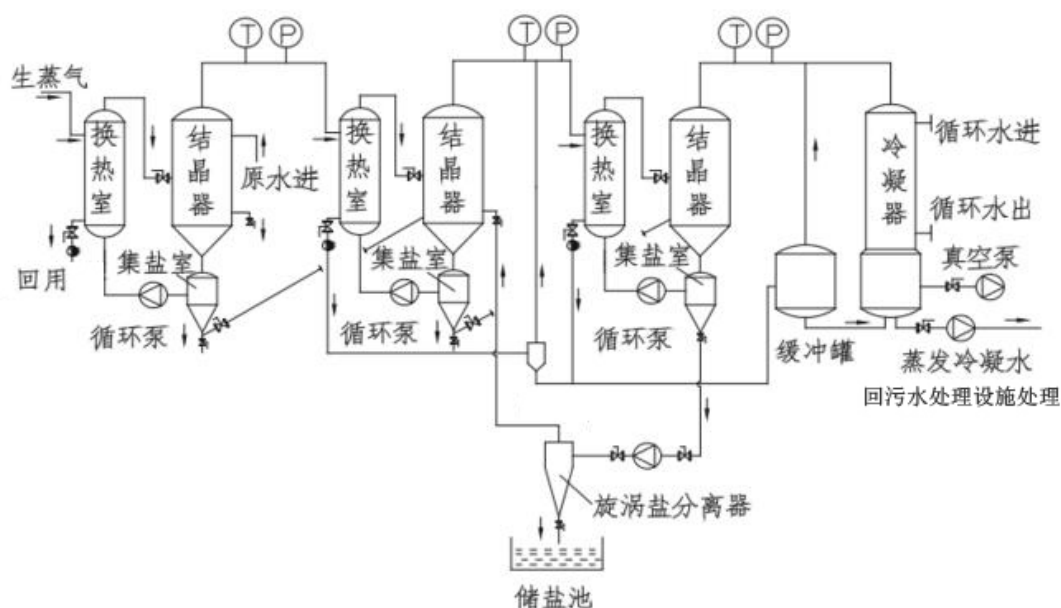 T P
T P
T P
生蒸气
换热室
结晶器
换热室
结晶器
换热室
结晶器
冷凝器
循环水进
原水进
循环水出
回用
集盐室
集盐室
集盐室
真空泵
循环泵
循环泵
循环泵
缓冲罐
蒸发冷凝水
回污水处理设施处理
旋涡盐分离器
储盐池